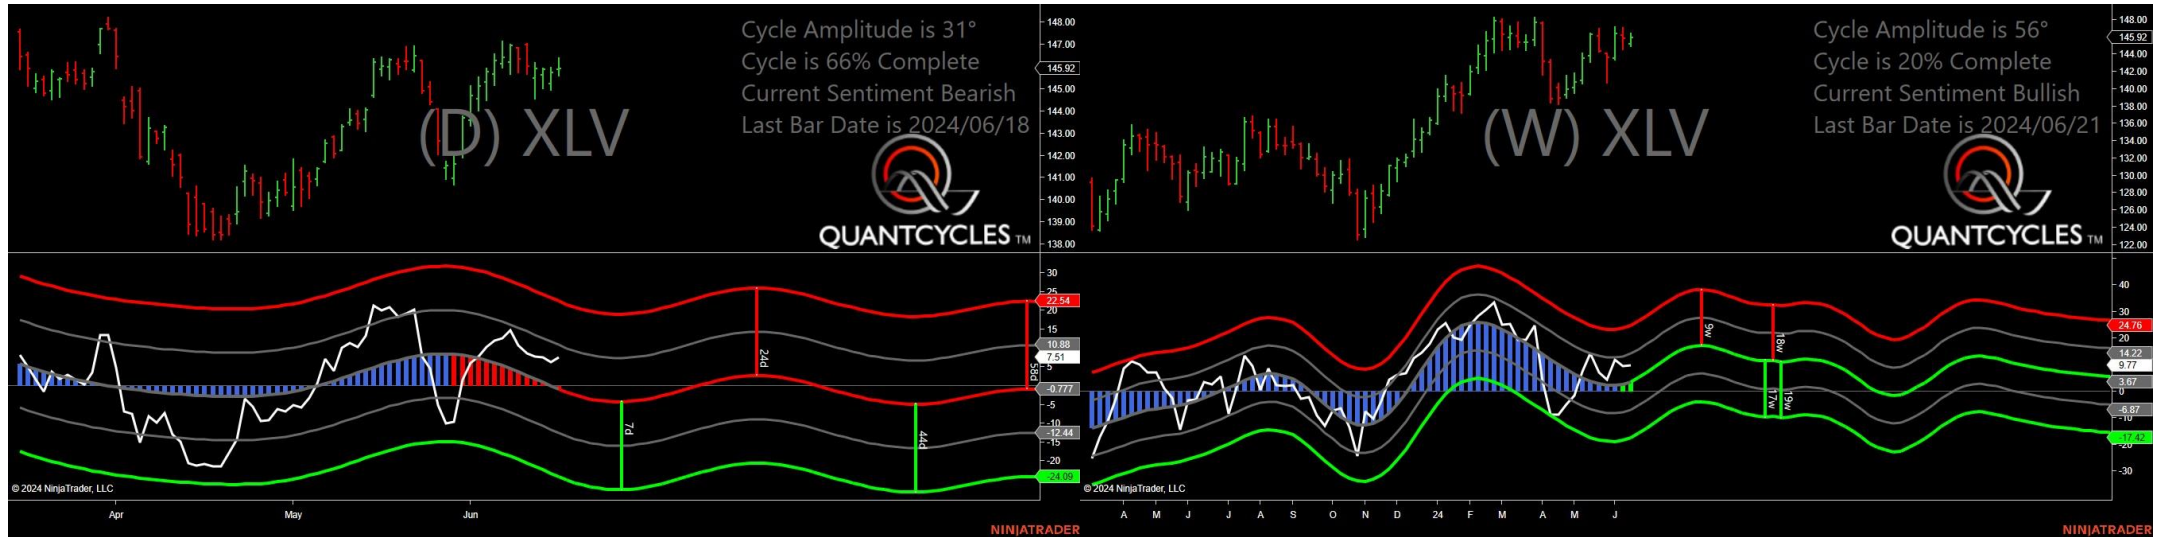 Cycle Amplitude is 31°
Cycle is 66% Complete
Current Sentiment Bearish
Last Bar Date is 2024/06/18
(D) XLV
QUANTCYCLES TM
148.00
147.00
145.92
145.00
144.00
143.00
142.00
141.00
140.00
139.00
138.00
30
25
22.54
20
15
10.88
7.51
5
-0.777
-5
-10
-12.44
-15
-20
-24.09
24d
58d
7d
44d
© 2024 NinjaTrader, LLC
Apr May Jun
NINJATRADER
Cycle Amplitude is 56°
Cycle is 20% Complete
Current Sentiment Bullish
Last Bar Date is 2024/06/21
(W) XLV
QUANTCYCLES TM
148.00
145.92
144.00
142.00
140.00
138.00
136.00
134.00
132.00
130.00
128.00
126.00
124.00
122.00
40
30
24.76
20
14.22
9.77
3.67
0
-6.87
-10
-17.42
-20
-30
9w
18w
17w
19w
© 2024 NinjaTrader, LLC
A M J J A S O N D 24 F M A M J
NINJATRADER